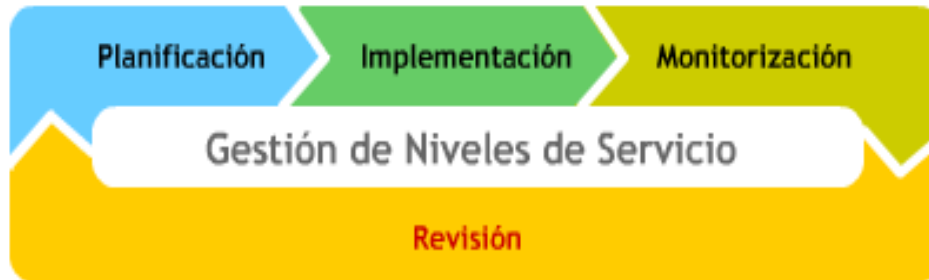 Planificación Implementación Monitorización
Gestión de Niveles de Servicio
Revisión